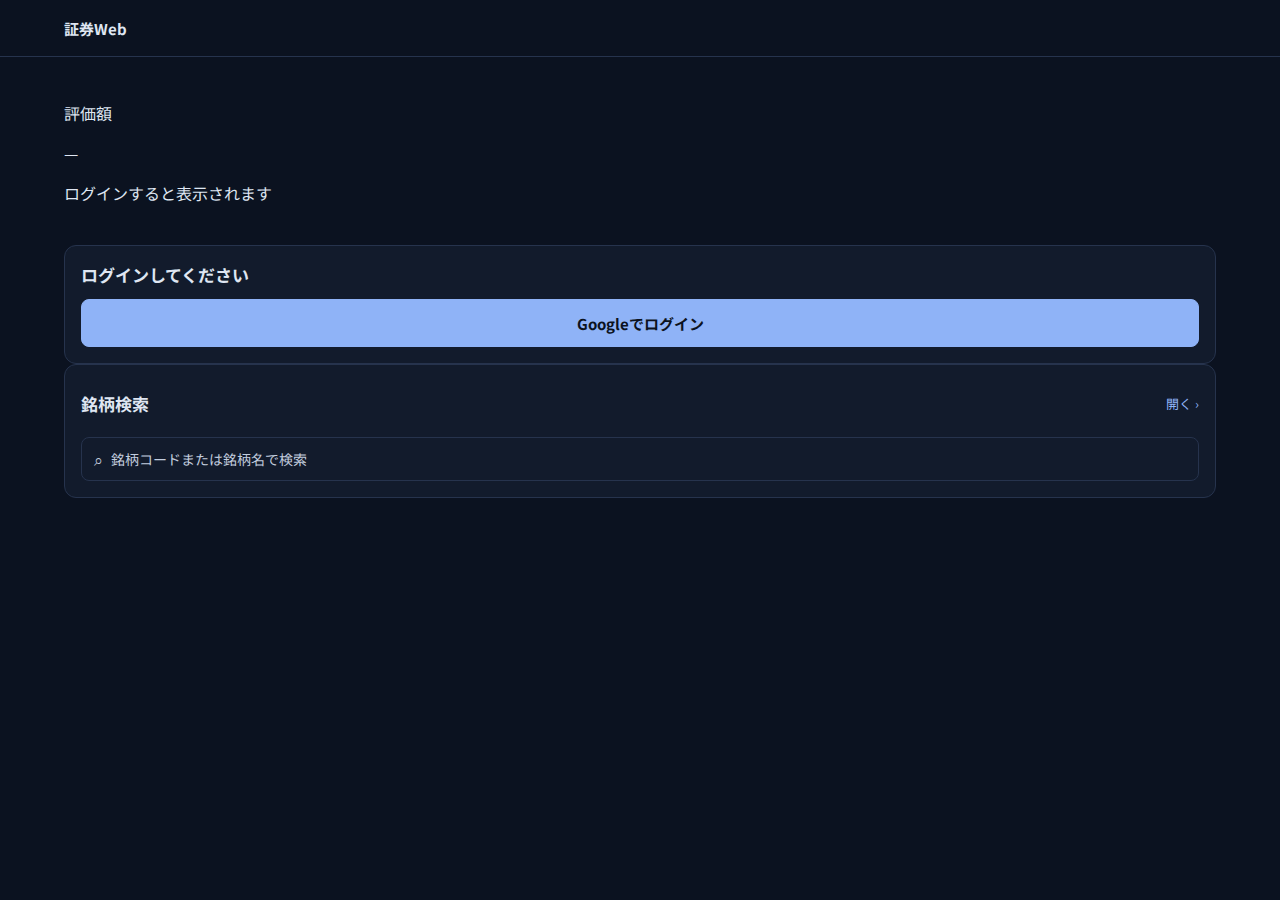 証券Web
評価額
—
ログインすると表示されます
ログインしてください
Googleでログイン
銘柄検索
開く ›
⌕ 銘柄コードまたは銘柄名で検索